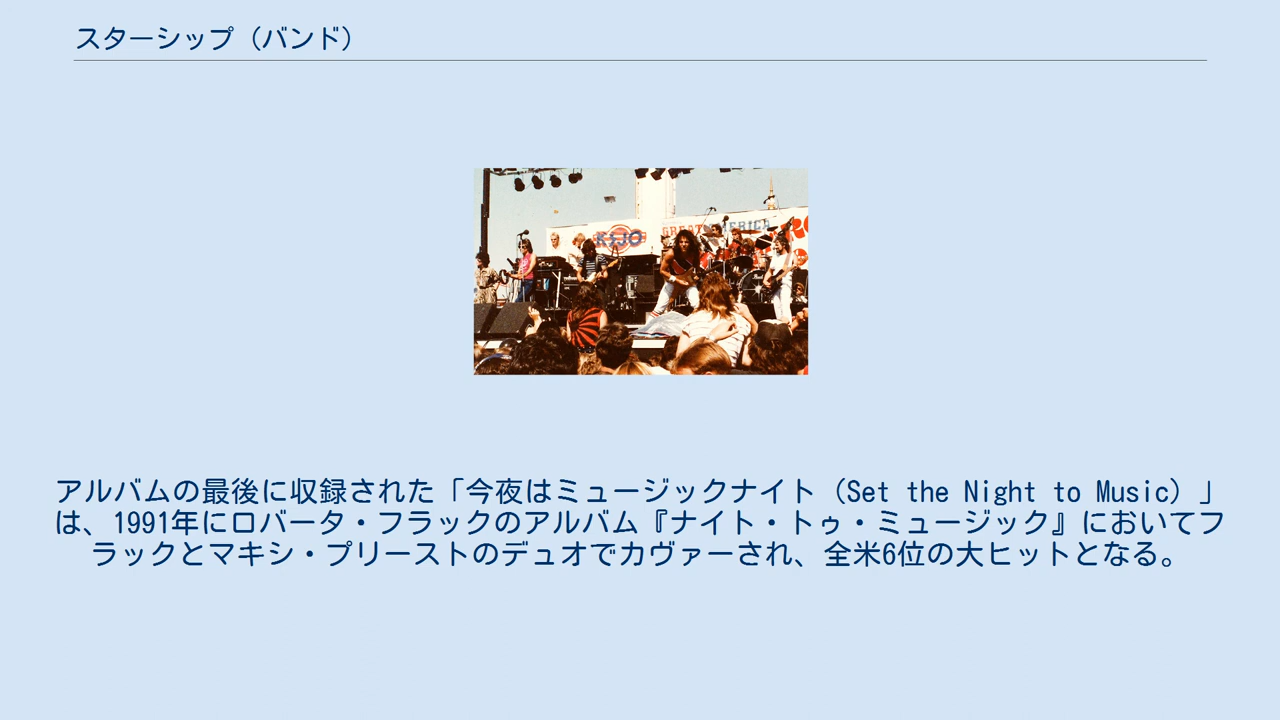 スターシップ（バンド）
KIJO
GREAT AMERICA
アルバムの最後に収録された「今夜はミュージックナイト（Set the Night to Music）」
は、1991年にロバータ・フラックのアルバム『ナイト・トゥ・ミュージック』においてフ
ラックとマキシ・プリーストのデュオでカヴァーされ、全米6位の大ヒットとなる。